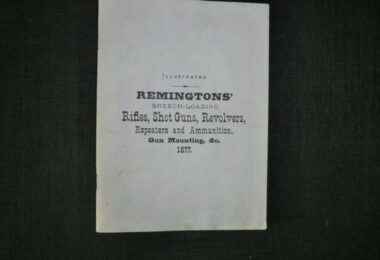 ILLUSTRATED
REMINGTONS'
BREECH-LOADING
Rifles, Shot Guns, Revolvers,
Repeaters and Ammunition,
Gun Mounting, &c.
1877.